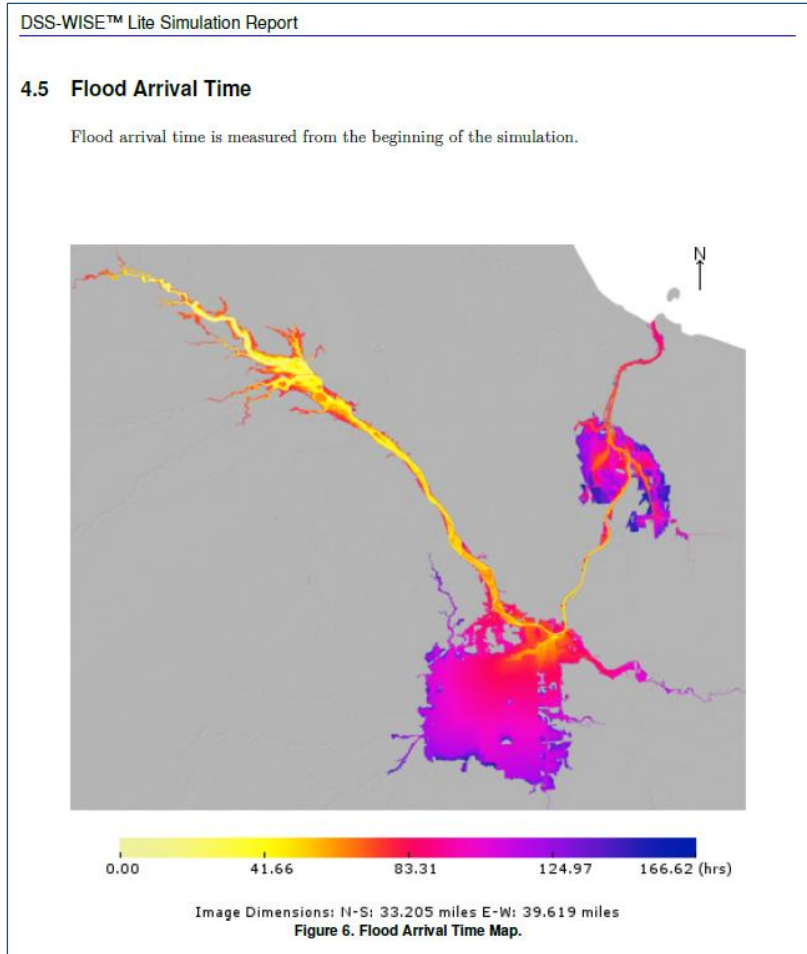 DSS-WISE™ Lite Simulation Report
4.5 Flood Arrival Time
Flood arrival time is measured from the beginning of the simulation.
N
0.00 41.66 83.31 124.97 166.62 (hrs)
Image Dimensions: N-S: 33.205 miles E-W: 39.619 miles
Figure 6. Flood Arrival Time Map.